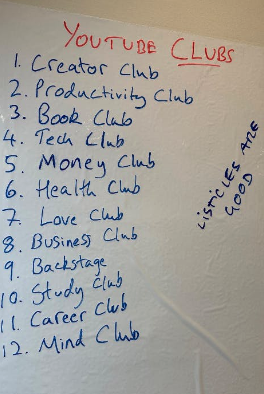 YOUTUBE CLUBS
1. Creator Club
2. Productivity Club
3. Book Club
4. Tech Club
5. Money Club
6. Health Club
7. Love Club
8. Business Club
9. Backstage
10. Study Club
11. Career Club
12. Mind Club
LISTICLES ARE
GOOD